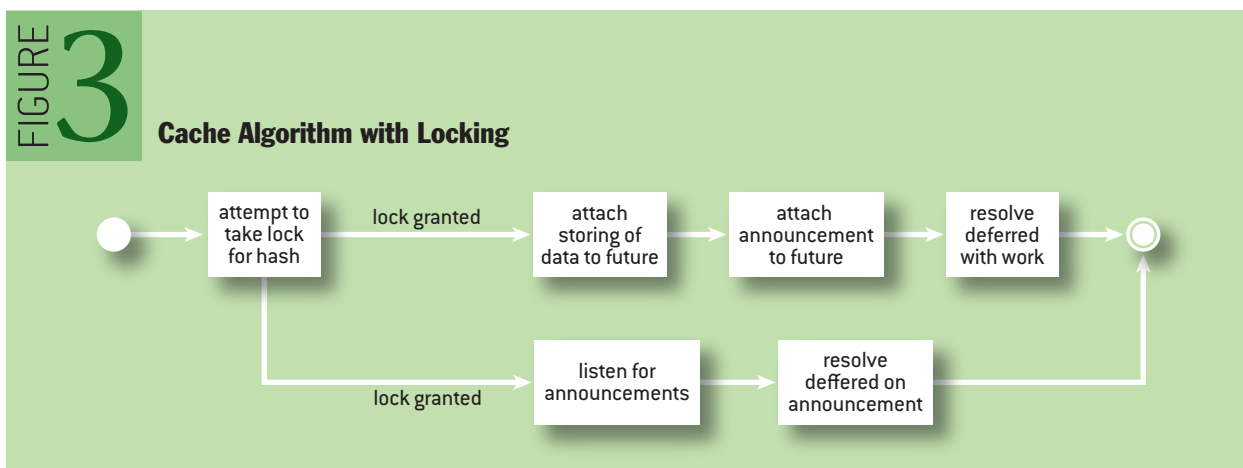 FIGURE
3
Cache Algorithm with Locking
attempt to
take lock
for hash
lock granted
attach
storing of
data to future
attach
announcement
to future
resolve
deferred
with work
lock granted
listen for
announcements
resolve
deffered on
announcement